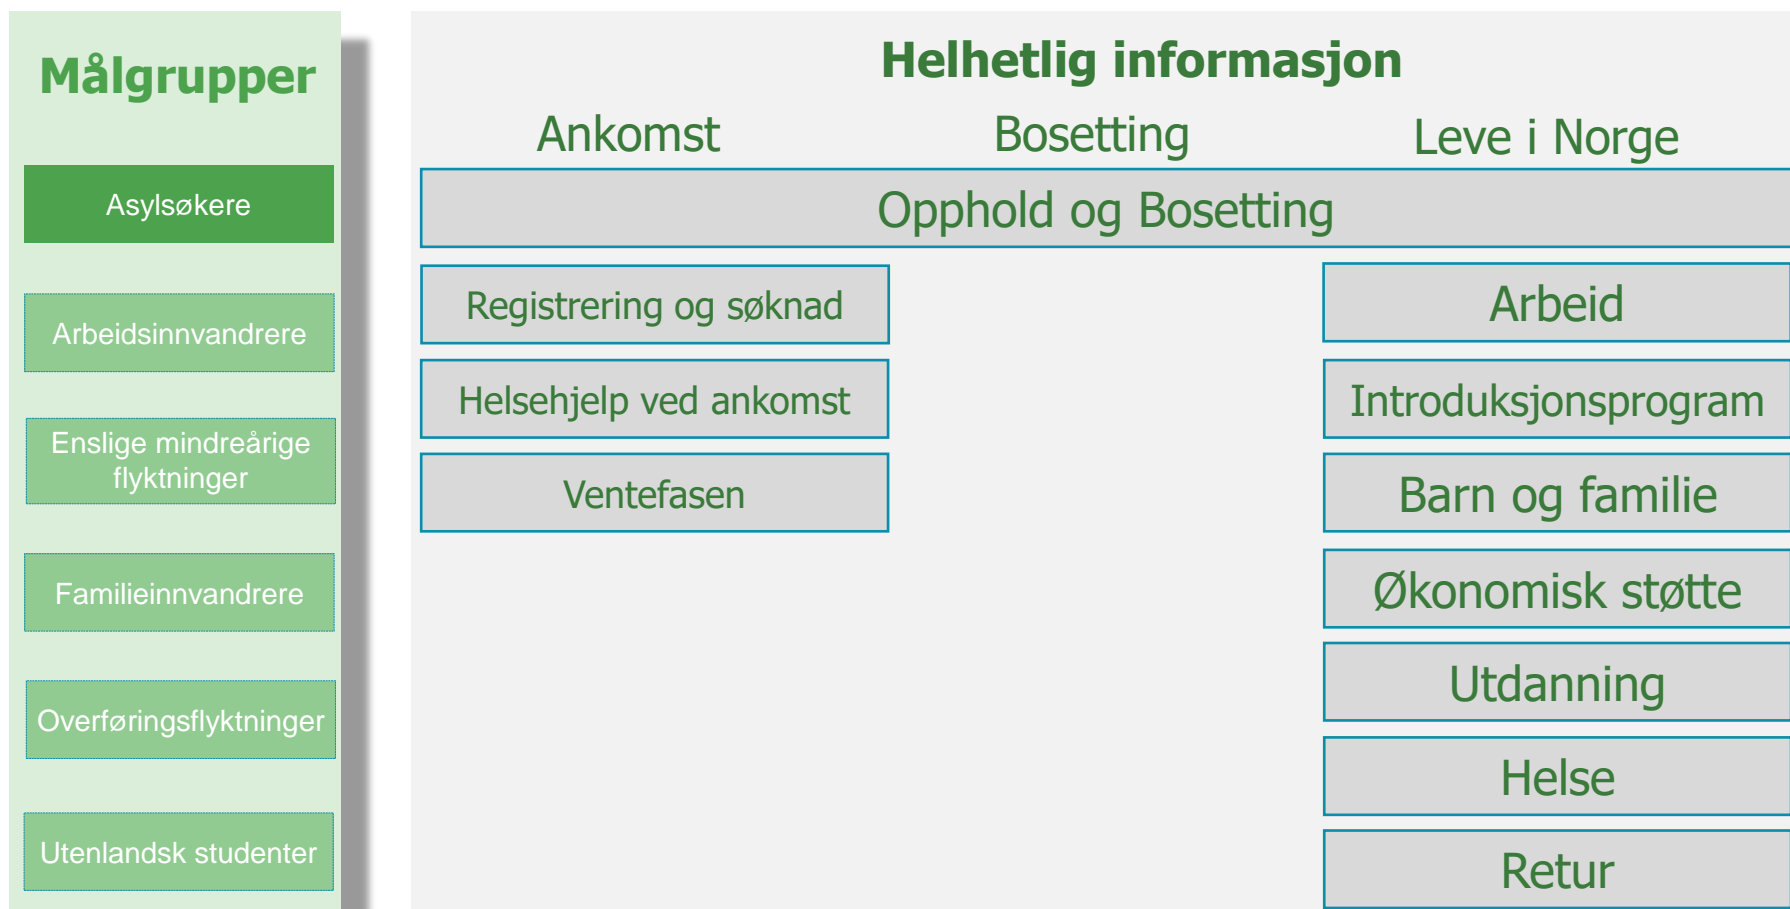 Målgrupper
Asylsøkere
Arbeidsinnvandrere
Enslige mindreårige
flyktninger
Familieinnvandrere
Overføringsflyktninger
Utenlandsk studenter
Helhetlig informasjon
Ankomst
Bosetting
Leve i Norge
Opphold og Bosetting
Registrering og søknad
Helsehjelp ved ankomst
Ventefasen
Arbeid
Introduksjonsprogram
Barn og familie
Økonomisk støtte
Utdanning
Helse
Retur